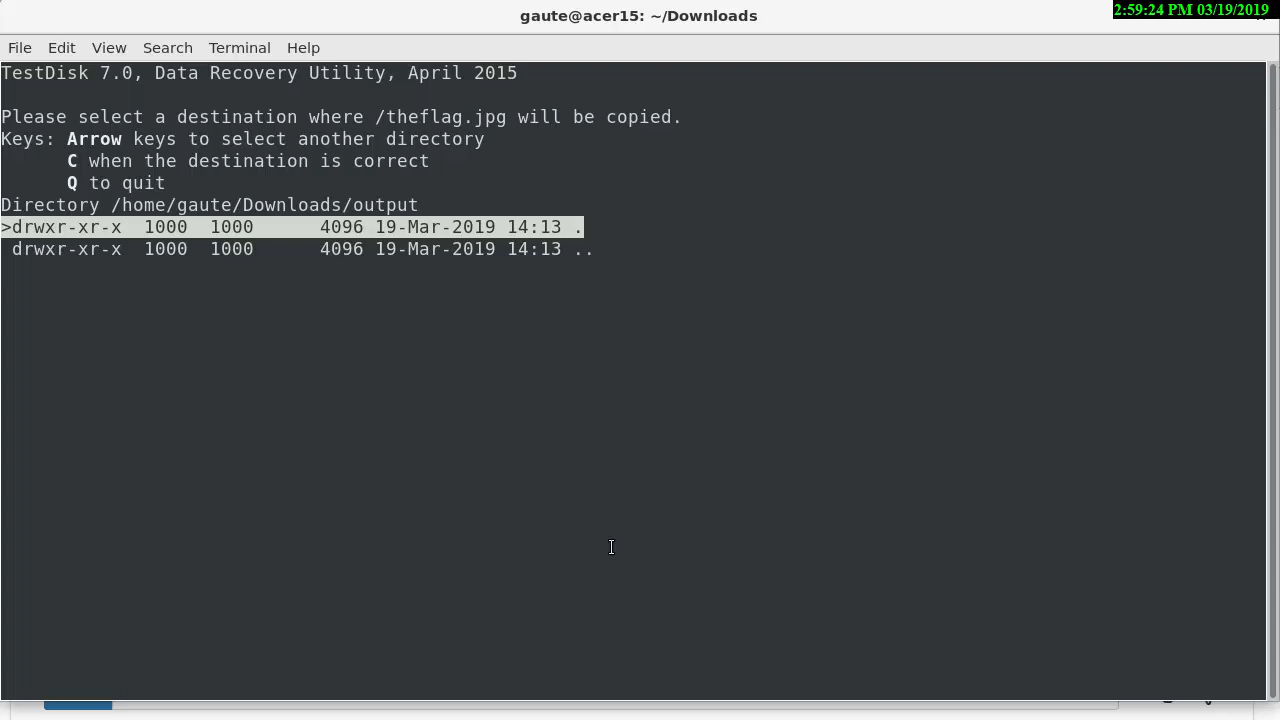 gaute@acer15: ~/Downloads
2:59:24 PM 03/19/2019
File Edit View Search Terminal Help
TestDisk 7.0, Data Recovery Utility, April 2015
Please select a destination where /theflag.jpg will be copied.
Keys: Arrow keys to select another directory
C when the destination is correct
Q to quit
Directory /home/gaute/Downloads/output
>drwxr-xr-x 1000 1000 4096 19-Mar-2019 14:13 .
drwxr-xr-x 1000 1000 4096 19-Mar-2019 14:13 ..